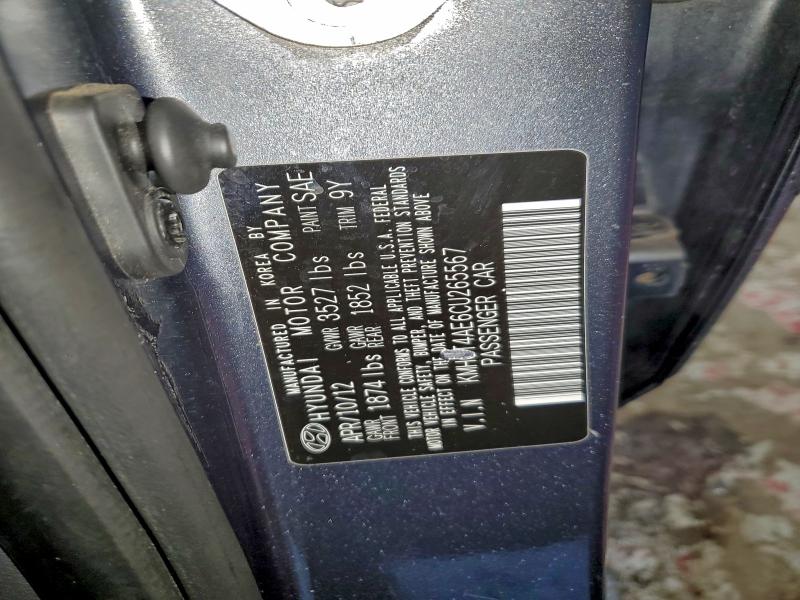 MANUFACTURED IN KOREA BY
HYUNDAI MOTOR COMPANY
APR/10/12 GVWR 3527 lbs PAINT SAE
GAWR FRONT 1874 lbs GAWR REAR 1852 lbs TRIM 9Y
THIS VEHICLE CONFORMS TO ALL APPLICABLE U.S.A. FEDERAL
MOTOR VEHICLE SAFETY, BUMPER, AND THEFT PREVENTION STANDARDS
IN EFFECT ON THE DATE OF MANUFACTURE SHOWN ABOVE
V.I.N
PASSENGER CAR